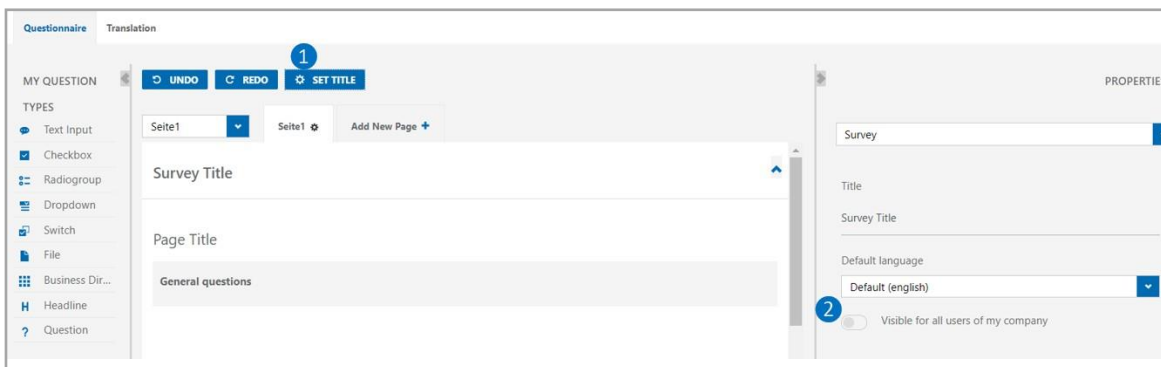 Questionnaire Translation
1
MY QUESTION
TYPES
Text Input
Checkbox
Radiogroup
Dropdown
Switch
File
Business Dir...
Headline
Question
UNDO REDO SET TITLE
Seite1 Seite1 Add New Page +
Survey Title
Page Title
General questions
PROPERTIE
Survey
Title
Survey Title
Default language
Default (english)
2
Visible for all users of my company